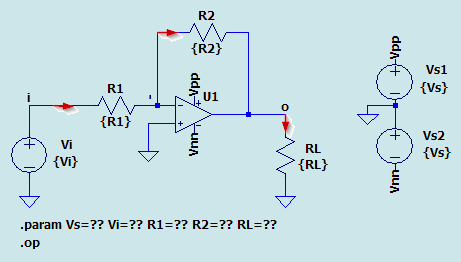 R2
{R2}
Vpp
i
R1
{R1}
U1
o
Vi
{Vi}
Vnn
RL
{RL}
Vpp
Vs1
{Vs}
Vs2
{Vs}
Vnn
.param Vs=?? Vi=?? R1=?? R2=?? RL=??
.op